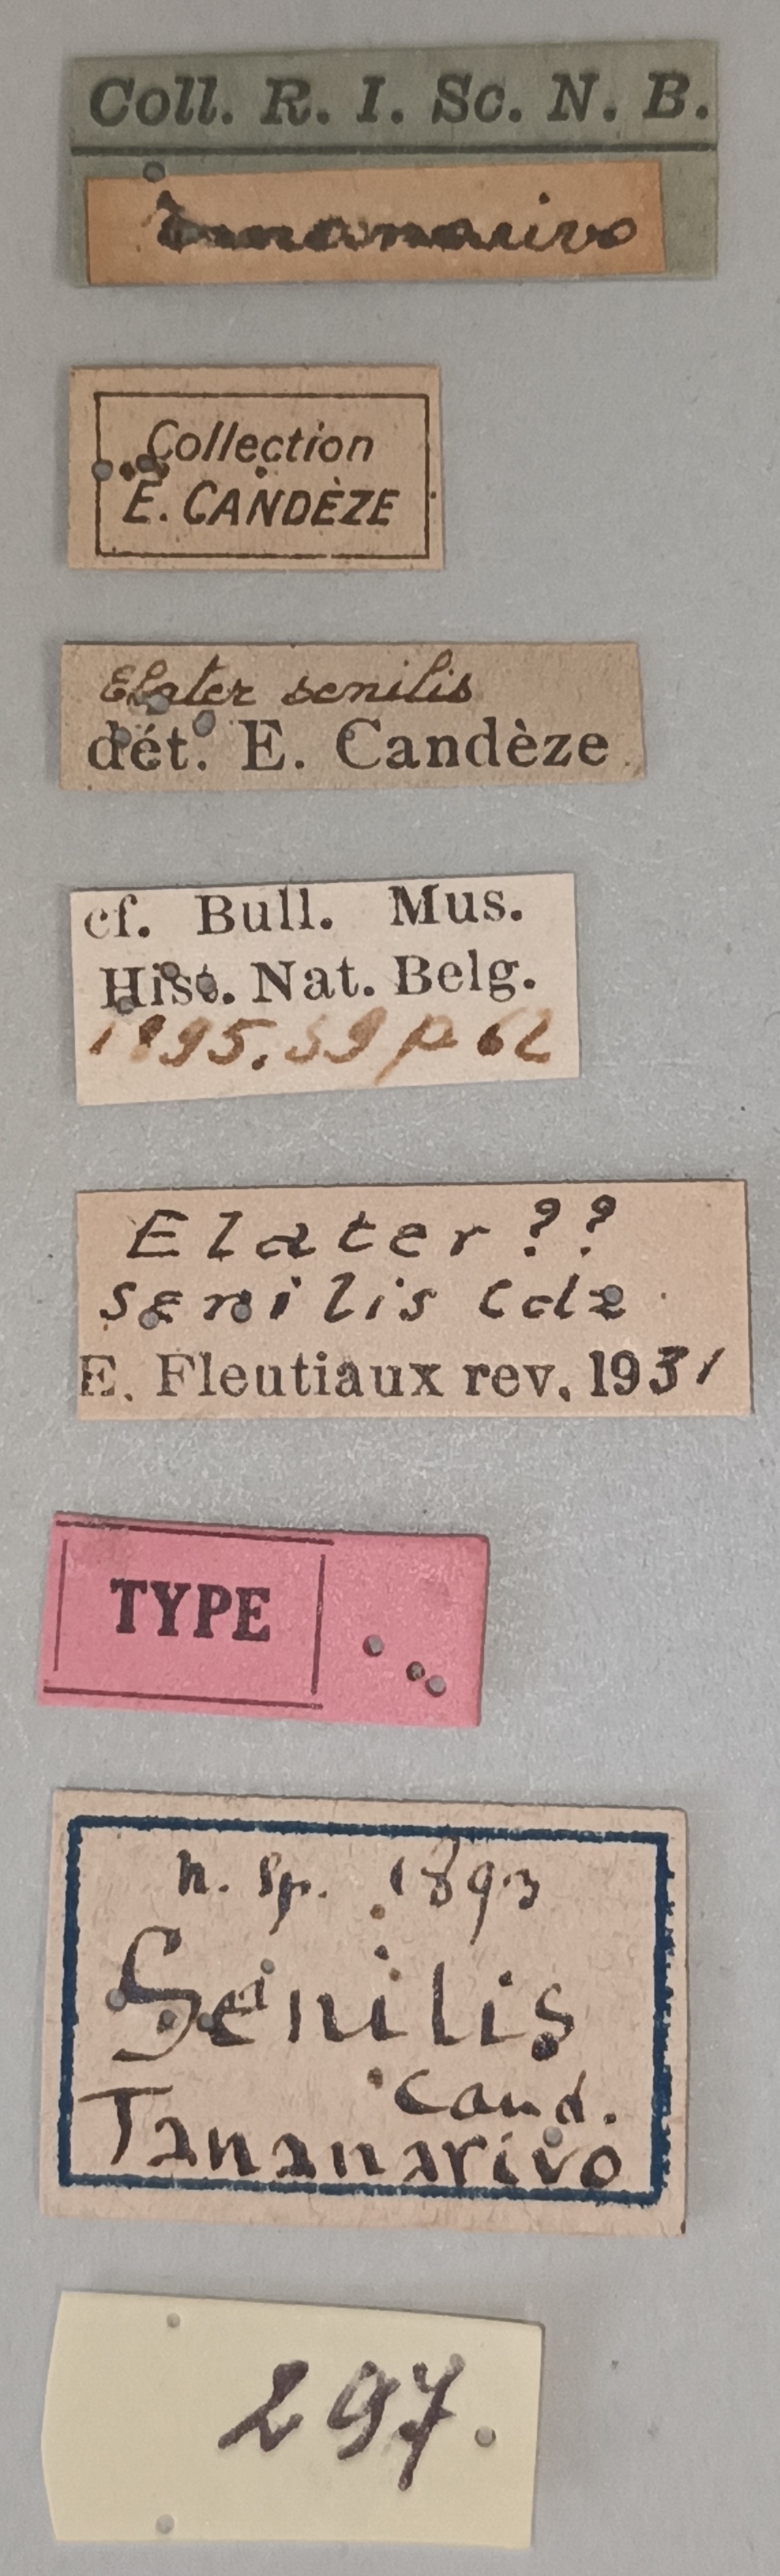 Coll. R. I. Sc. N. B.
Tananarivo
Collection
E. CANDÈZE
Elater senilis
dét. E. Candèze
cf. Bull. Mus.
Hist. Nat. Belg.
1895.39 p 62
Elater ??
senilis Cdz
E. Fleutiaux rev. 1931
TYPE
n. sp. 1893
Senilis
Cand.
Tananarivo
297.